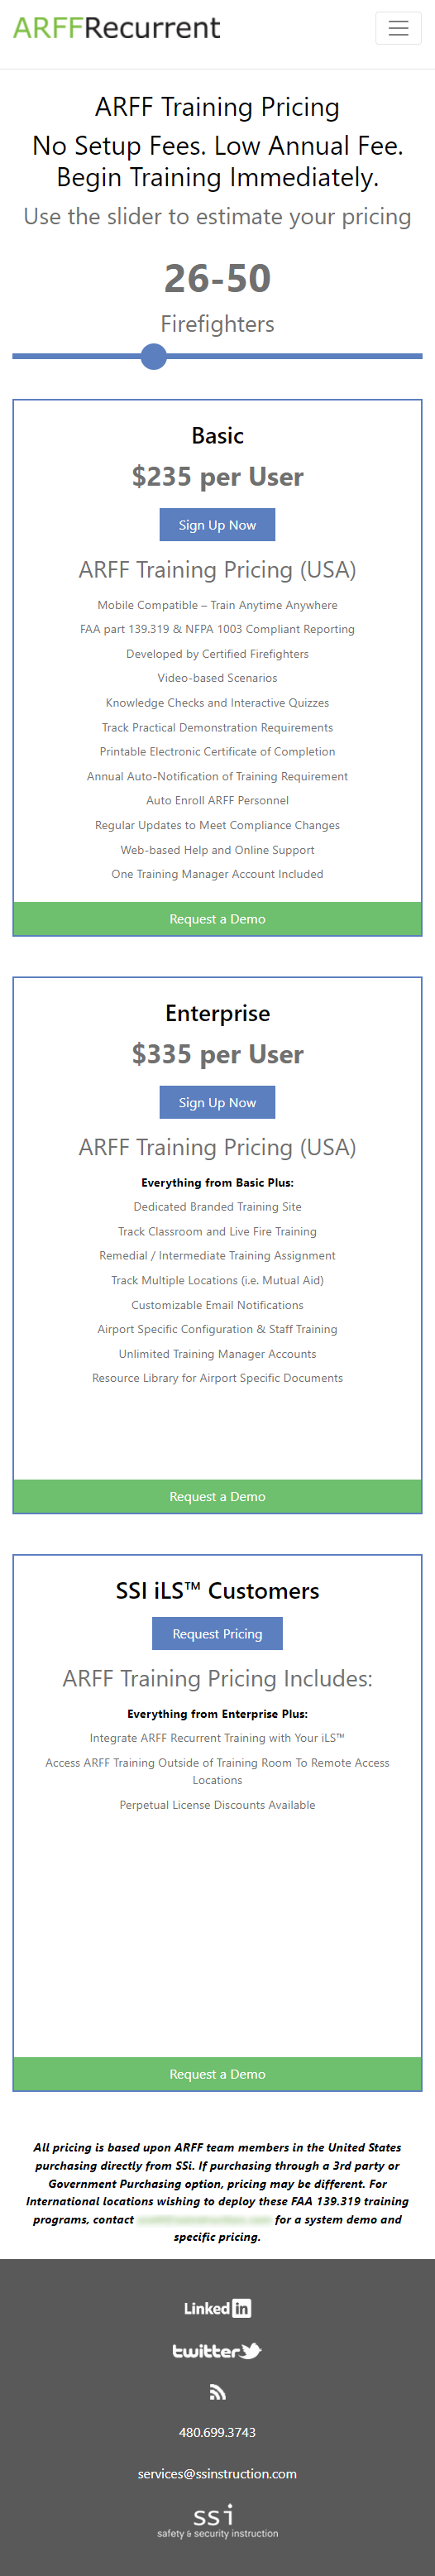 ARFFRecurrent
ARFF Training Pricing
No Setup Fees. Low Annual Fee.
Begin Training Immediately.
Use the slider to estimate your pricing
26-50
Firefighters
Basic
$235 per User
Sign Up Now
ARFF Training Pricing (USA)
Mobile Compatible – Train Anytime Anywhere
FAA part 139.319 & NFPA 1003 Compliant Reporting
Developed by Certified Firefighters
Video-based Scenarios
Knowledge Checks and Interactive Quizzes
Track Practical Demonstration Requirements
Printable Electronic Certificate of Completion
Annual Auto-Notification of Training Requirement
Auto Enroll ARFF Personnel
Regular Updates to Meet Compliance Changes
Web-based Help and Online Support
One Training Manager Account Included
Request a Demo
Enterprise
$335 per User
Sign Up Now
ARFF Training Pricing (USA)
Everything from Basic Plus:
Dedicated Branded Training Site
Track Classroom and Live Fire Training
Remedial / Intermediate Training Assignment
Track Multiple Locations (i.e. Mutual Aid)
Customizable Email Notifications
Airport Specific Configuration & Staff Training
Unlimited Training Manager Accounts
Resource Library for Airport Specific Documents
Request a Demo
SSI iLS™ Customers
Request Pricing
ARFF Training Pricing Includes:
Everything from Enterprise Plus:
Integrate ARFF Recurrent Training with Your iLS™
Access ARFF Training Outside of Training Room To Remote Access
Locations
Perpetual License Discounts Available
Request a Demo
All pricing is based upon ARFF team members in the United States
purchasing directly from SSi. If purchasing through a 3rd party or
Government Purchasing option, pricing may be different. For
International locations wishing to deploy these FAA 139.319 training
programs, contact for a system demo and
specific pricing.
Linked in
twitter
480.699.3743
services@ssinstruction.com
ssi
safety & security instruction